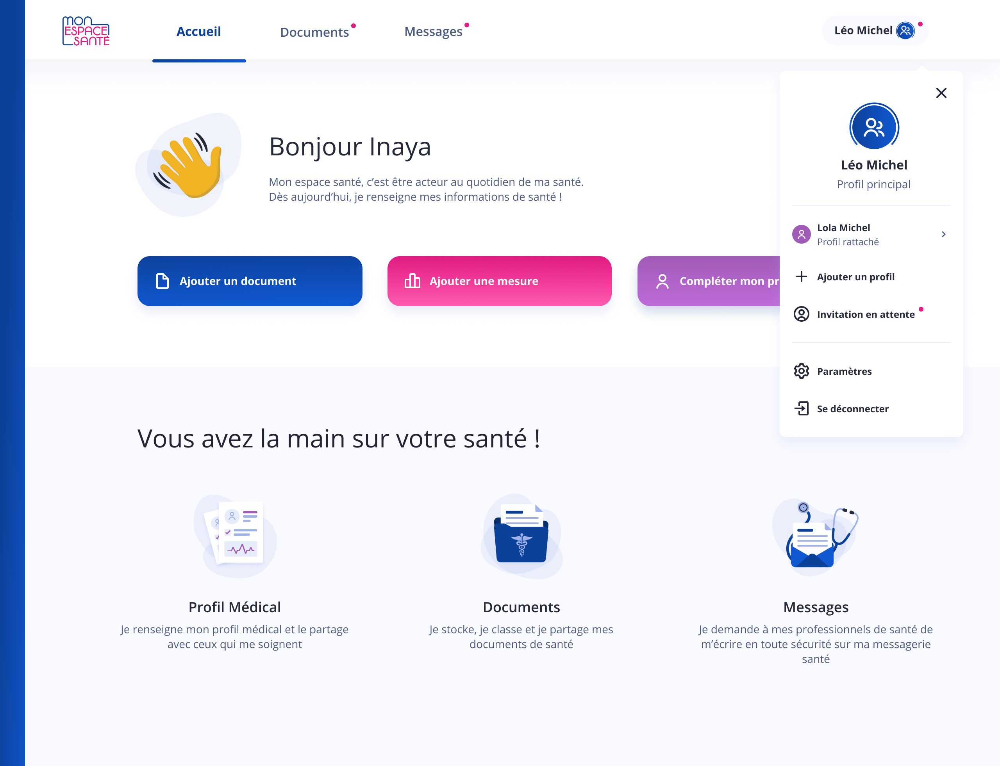 MON
ESPACE
SANTÉ
Accueil
Documents
Messages
Léo Michel
Bonjour Inaya
Mon espace santé, c’est être acteur au quotidien de ma santé.
Dès aujourd’hui, je renseigne mes informations de santé !
Ajouter un document
Ajouter une mesure
Compléter mon pr
Léo Michel
Profil principal
Lola Michel
Profil rattaché
Ajouter un profil
Invitation en attente
Paramètres
Se déconnecter
Vous avez la main sur votre santé !
Profil Médical
Je renseigne mon profil médical et le partage
avec ceux qui me soignent
Documents
Je stocke, je classe et je partage mes
documents de santé
Messages
Je demande à mes professionnels de santé de
m’écrire en toute sécurité sur ma messagerie
santé